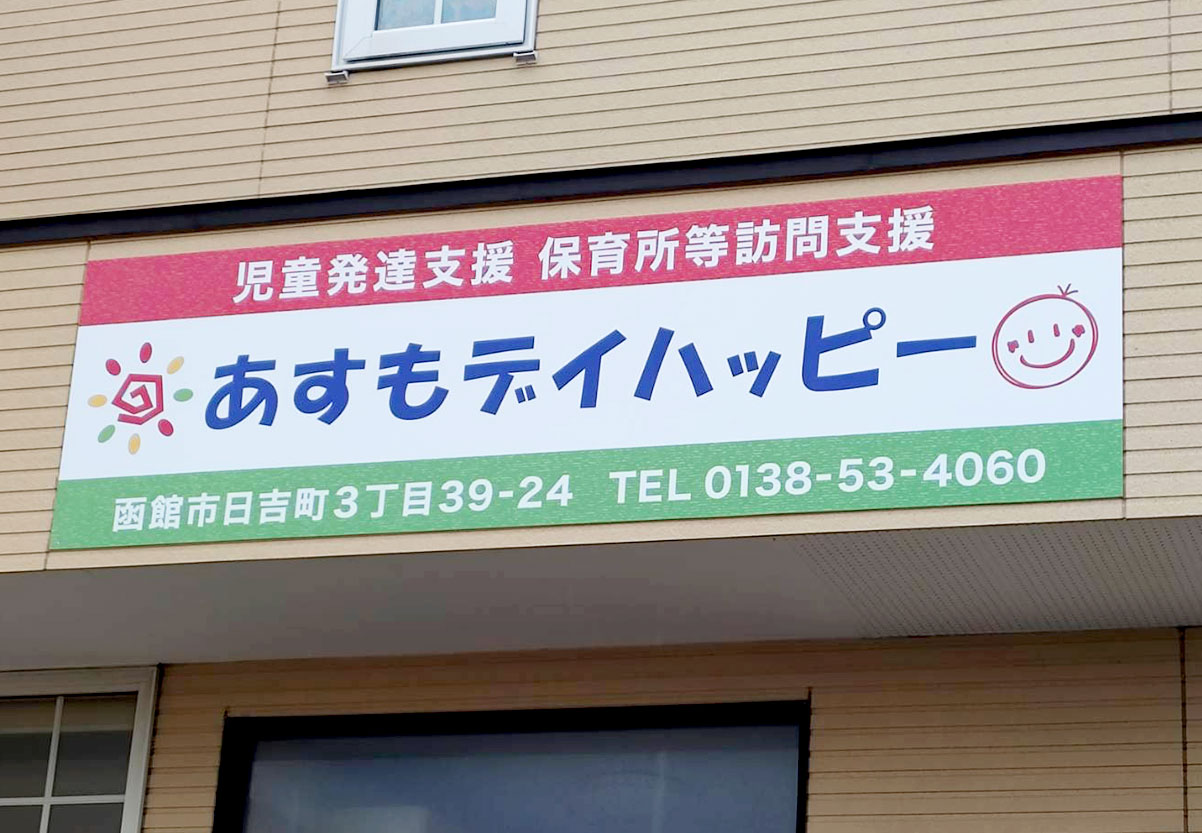 児童発達支援 保育所等訪問支援
あすもデイハッピー
函館市日吉町3丁目39-24 TEL 0138-53-4060